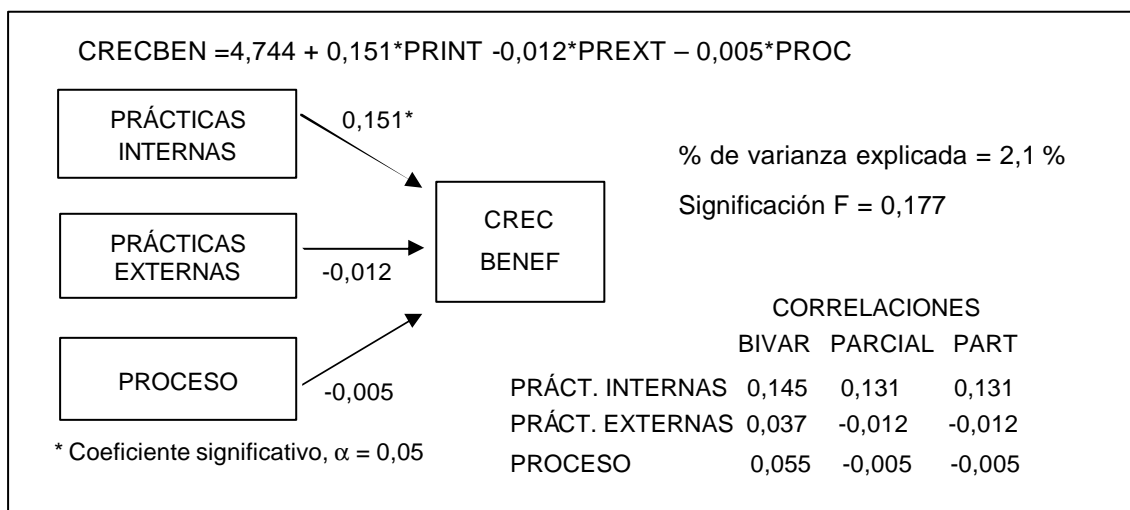 CRECBEN =4,744 + 0,151*PRINT -0,012*PREXT – 0,005*PROC
PRÁCTICAS
INTERNAS
0,151*
% de varianza explicada = 2,1 %
Significación F = 0,177
CREC
BENEF
PRÁCTICAS
EXTERNAS
-0,012
PROCESO
-0,005
* Coeficiente significativo, α = 0,05
CORRELACIONES
BIVAR PARCIAL PART
PRÁCT. INTERNAS 0,145 0,131 0,131
PRÁCT. EXTERNAS 0,037 -0,012 -0,012
PROCESO 0,055 -0,005 -0,005